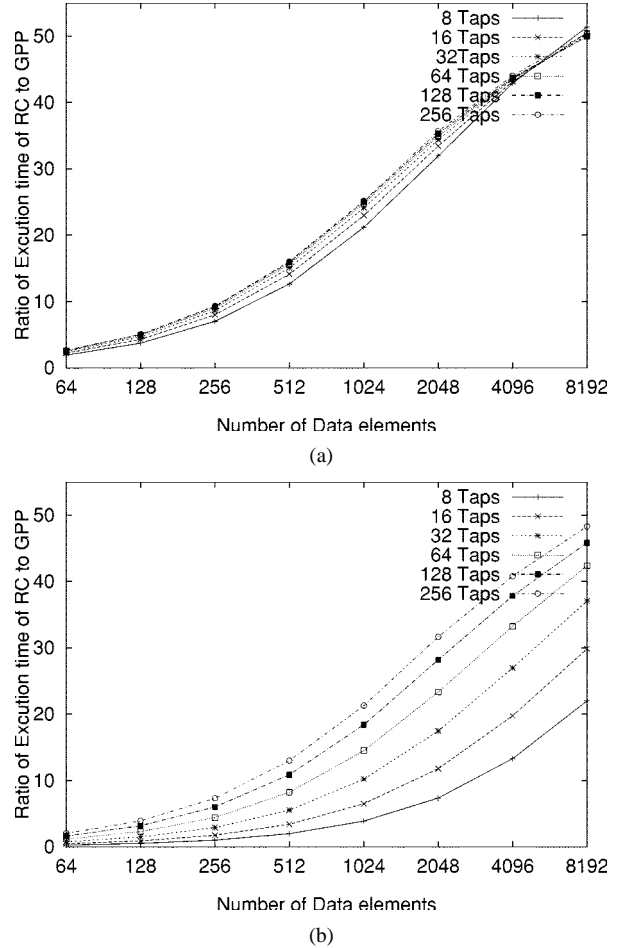 Ratio of Excution time of RC to GPP
50
40
30
20
10
0
8 Taps
16 Taps
32Taps
64 Taps
128 Taps
256 Taps
64 128 256 512 1024 2048 4096 8192
Number of Data elements
(a)
Ratio of Excution time of RC to GPP
50
40
30
20
10
0
8 Taps
16 Taps
32 Taps
64 Taps
128 Taps
256 Taps
64 128 256 512 1024 2048 4096 8192
Number of Data elements
(b)